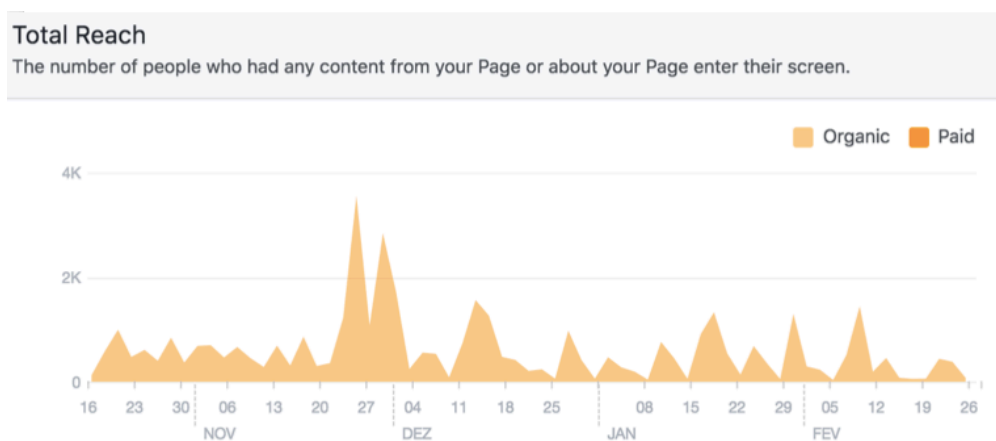 Total Reach
The number of people who had any content from your Page or about your Page enter their screen.
Organic Paid
4K
2K
0
16 23 30 06 13 20 27 04 11 18 25 08 15 22 29 05 12 19 26
NOV DEZ JAN FEV